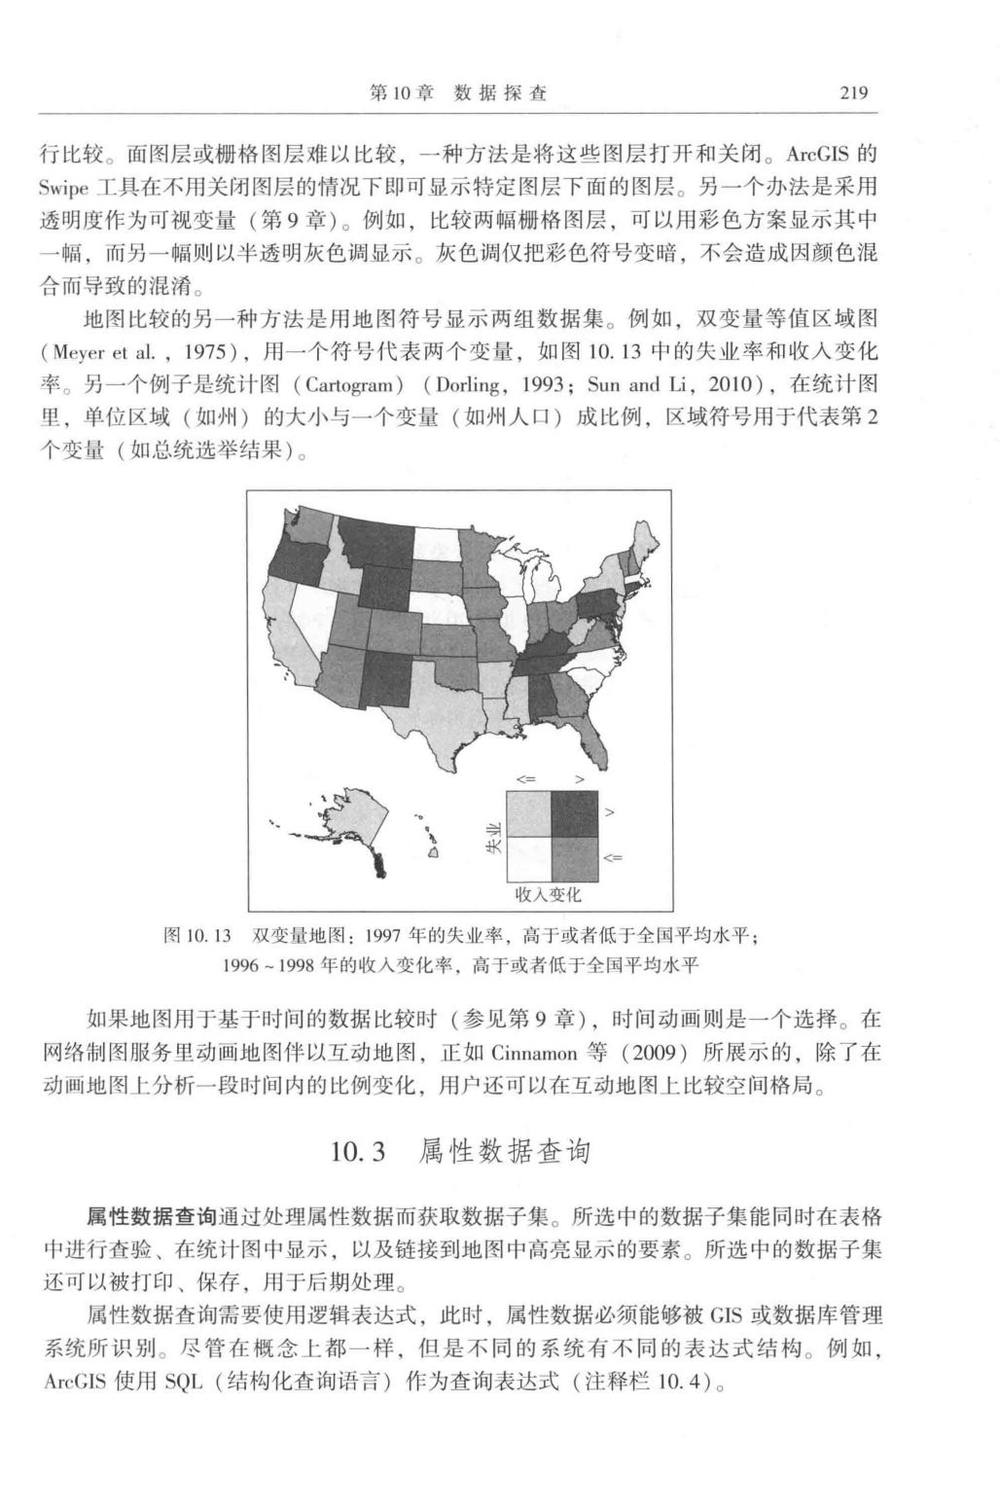 第10章 数据探查 219
行比较。面图层或栅格图层难以比较，一种方法是将这些图层打开和关闭。ArcGIS 的
Swipe 工具在不用关闭图层的情况下即可显示特定图层下面的图层。另一个办法是采用
透明度作为可视变量（第9章）。例如，比较两幅栅格图层，可以用彩色方案显示其中
一幅，而另一幅则以半透明灰色调显示。灰色调仅把彩色符号变暗，不会造成因颜色混
合而导致的混淆。
地图比较的另一种方法是用地图符号显示两组数据集。例如，双变量等值区域图
（Meyer et al.，1975），用一个符号代表两个变量，如图 10.13 中的失业率和收入变化
率。另一个例子是统计图（Cartogram）（Dorling，1993；Sun and Li，2010），在统计图
里，单位区域（如州）的大小与一个变量（如州人口）成比例，区域符号用于代表第2
个变量（如总统选举结果）。
<= >
>
失业
<=
收入变化
图 10.13 双变量地图：1997 年的失业率，高于或者低于全国平均水平；
1996~1998 年的收入变化率，高于或者低于全国平均水平
如果地图用于基于时间的数据比较时（参见第9章），时间动画则是一个选择。在
网络制图服务里动画地图伴以互动地图，正如 Cinnamon 等（2009）所展示的，除了在
动画地图上分析一段时间内的比例变化，用户还可以在互动地图上比较空间格局。
10.3 属性数据查询
属性数据查询通过处理属性数据而获取数据子集。所选中的数据子集能同时在表格
中进行查验、在统计图中显示，以及链接到地图中高亮显示的要素。所选中的数据子集
还可以被打印、保存，用于后期处理。
属性数据查询需要使用逻辑表达式，此时，属性数据必须能够被 GIS 或数据库管理
系统所识别。尽管在概念上都一样，但是不同的系统有不同的表达式结构。例如，
ArcGIS 使用 SQL（结构化查询语言）作为查询表达式（注释栏 10.4）。